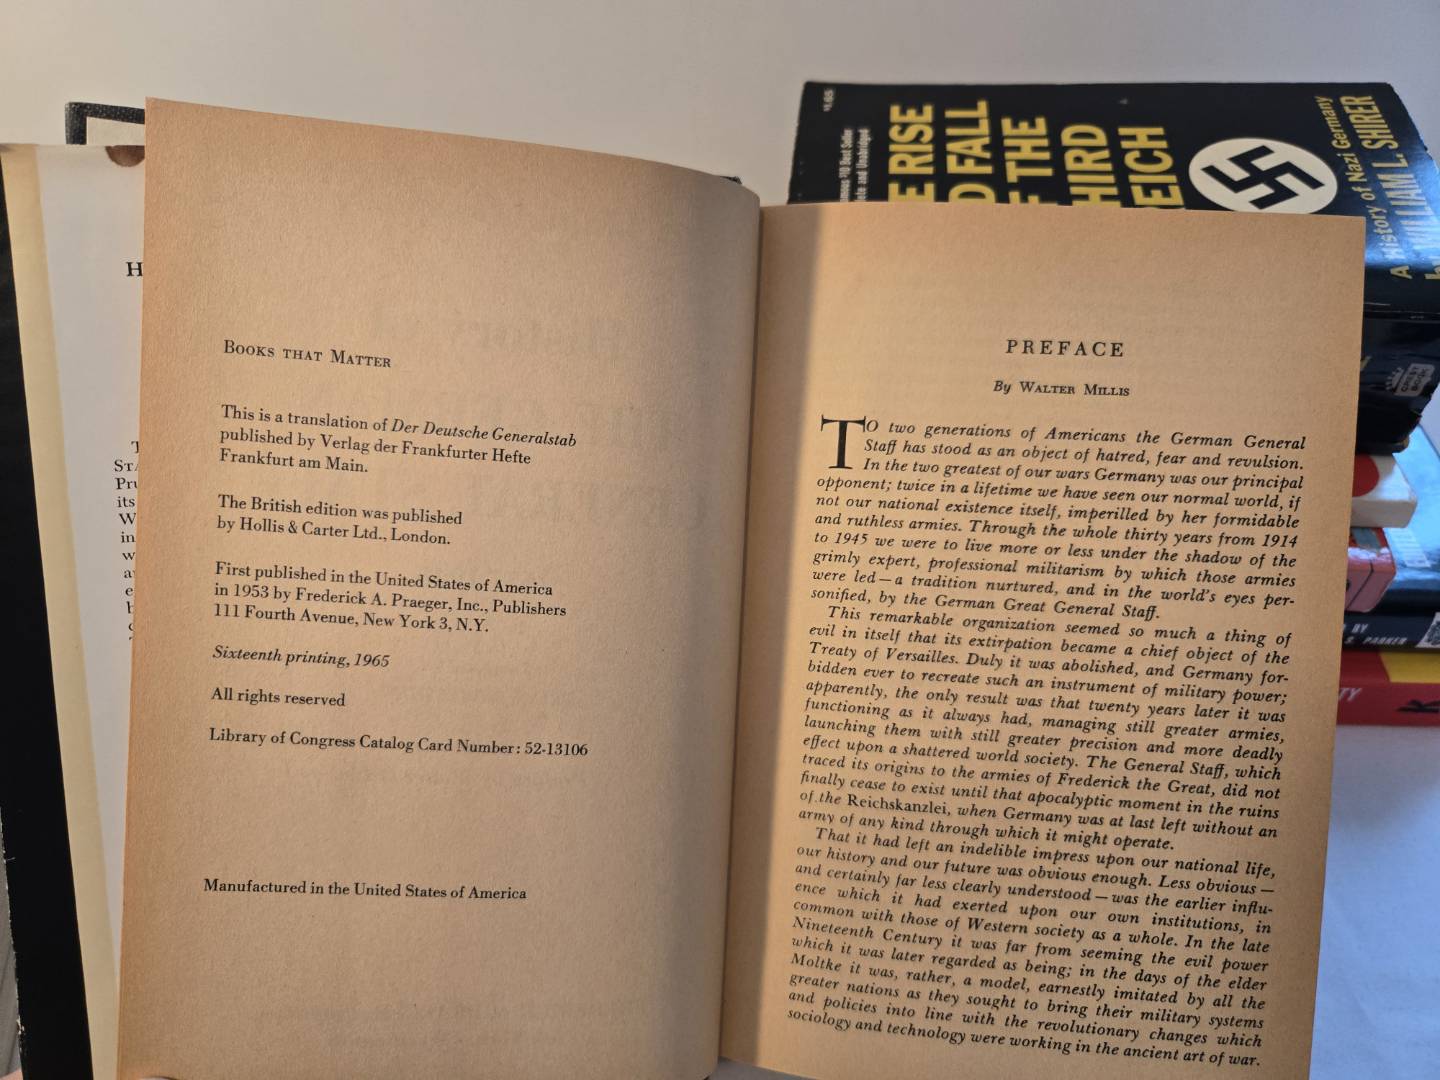 BOOKS THAT MATTER
This is a translation of Der Deutsche Generalstab
published by Verlag der Frankfurter Hefte
Frankfurt am Main.
The British edition was published
by Hollis & Carter Ltd., London.
First published in the United States of America
in 1953 by Frederick A. Praeger, Inc., Publishers
111 Fourth Avenue, New York 3, N.Y.
Sixteenth printing, 1965
All rights reserved
Library of Congress Catalog Card Number: 52-13106
Manufactured in the United States of America
PREFACE
By WALTER MILLIS
TO two generations of Americans the German General
Staff has stood as an object of hatred, fear and revulsion.
In the two greatest of our wars Germany was our principal
opponent; twice in a lifetime we have seen our normal world, if
not our national existence itself, imperilled by her formidable
and ruthless armies. Through the whole thirty years from 1914
to 1945 we were to live more or less under the shadow of the
grimly expert, professional militarism by which those armies
were led—a tradition nurtured, and in the world's eyes per-
sonified, by the German Great General Staff.
This remarkable organization seemed so much a thing of
evil in itself that its extirpation became a chief object of the
Treaty of Versailles. Duly it was abolished, and Germany for-
bidden ever to recreate such an instrument of military power;
apparently, the only result was that twenty years later it was
functioning as it always had, managing still greater armies,
launching them with still greater precision and more deadly
effect upon a shattered world society. The General Staff, which
traced its origins to the armies of Frederick the Great, did not
finally cease to exist until that apocalyptic moment in the ruins
of the Reichskanzlei, when Germany was at last left without an
army of any kind through which it might operate.
That it had left an indelible impress upon our national life,
our history and our future was obvious enough. Less obvious—
and certainly far less clearly understood—was the earlier influ-
ence which it had exerted upon our own institutions, in
common with those of Western society as a whole. In the late
Nineteenth Century it was far from seeming the evil power
which it was later regarded as being; in the days of the elder
Moltke it was, rather, a model, earnestly imitated by all the
greater nations as they sought to bring their military systems
and policies into line with the revolutionary changes which
sociology and technology were working in the ancient art of war.
$1.65
Best Seller
and Unabridged
RISE
FALL
THE
A History of Nazi Germany
WILLIAM L. SHIRER
BY
S. PARKER